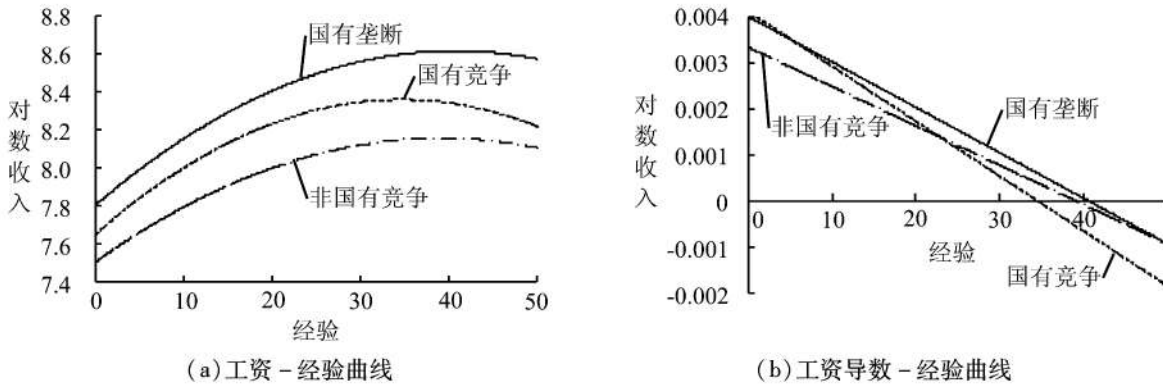 8.8
8.6
8.4
8.2
8.0
7.8
7.6
7.4
对数收入
国有垄断
国有竞争
非国有竞争
0 10 20 30 40 50
经验
(a)工资－经验曲线
0.004
0.003
0.002
0.001
0
-0.001
-0.002
对数收入
非国有竞争
国有垄断
0 10 20 30 40
经验
国有竞争
(b)工资导数－经验曲线